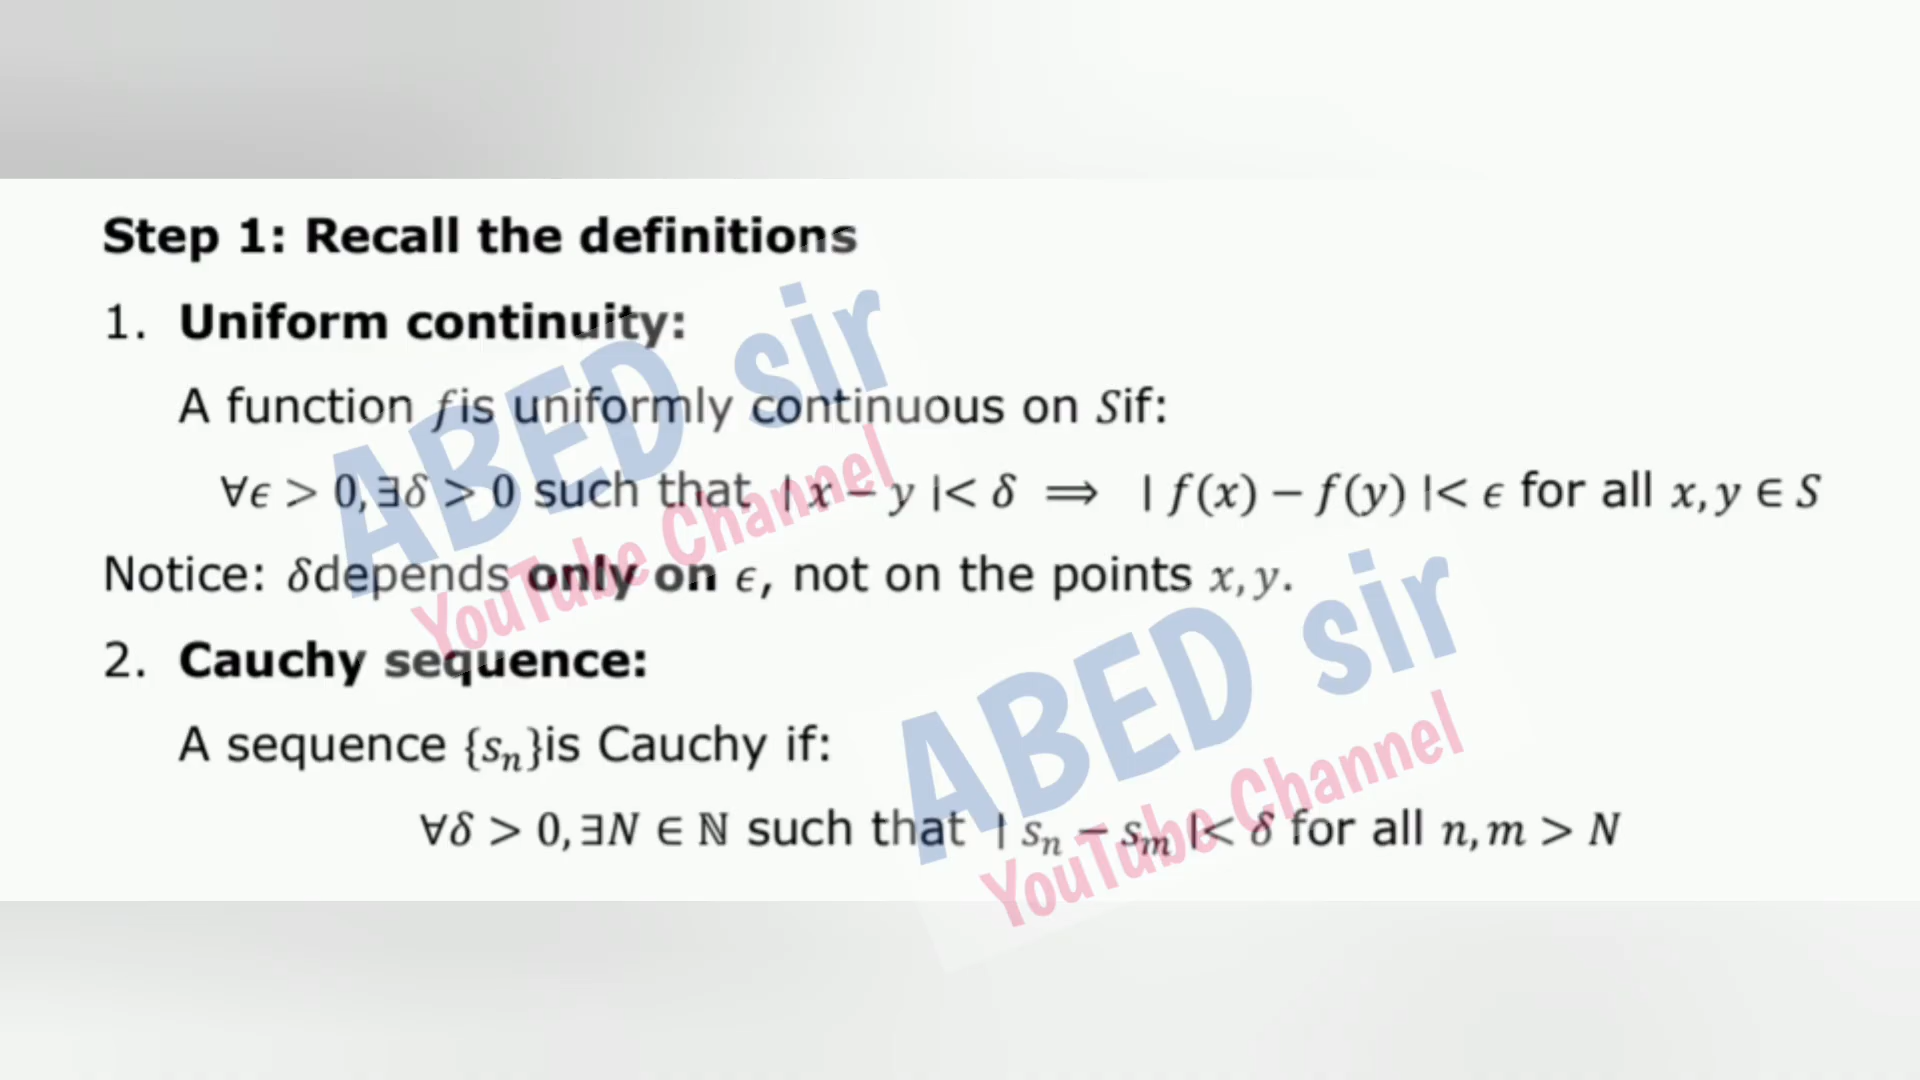 Step 1: Recall the definitions
1. Uniform continuity:
A function f is uniformly continuous on S if:
∀ϵ > 0, ∃δ > 0 such that | x − y |< δ ⟹ | f(x) − f(y) |< ϵ for all x, y ∈ S
Notice: δ depends only on ϵ, not on the points x, y.
2. Cauchy sequence:
A sequence {sₙ} is Cauchy if:
∀δ > 0, ∃N ∈ ℕ such that | sₙ − sₘ |< δ for all n, m > N
ABED sir
YouTube Channel
ABED sir
YouTube Channel